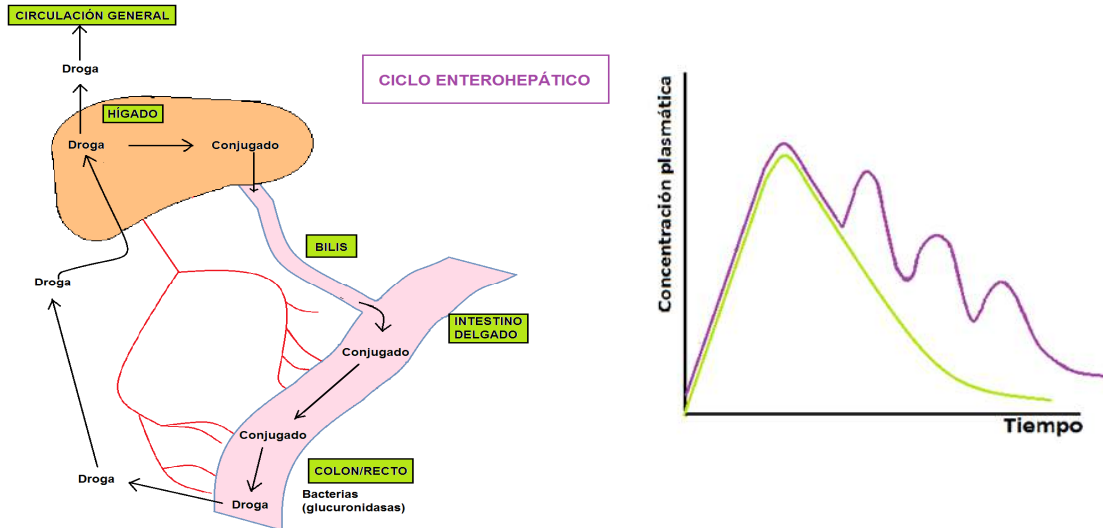 CIRCULACIÓN GENERAL
Droga
HÍGADO
Droga
Conjugado
CICLO ENTEROHEPÁTICO
BILIS
Droga
INTESTINO
DELGADO
Conjugado
Conjugado
COLON/RECTO
Droga
Droga
Bacterias
(glucuronidasas)
Concentración plasmática
Tiempo